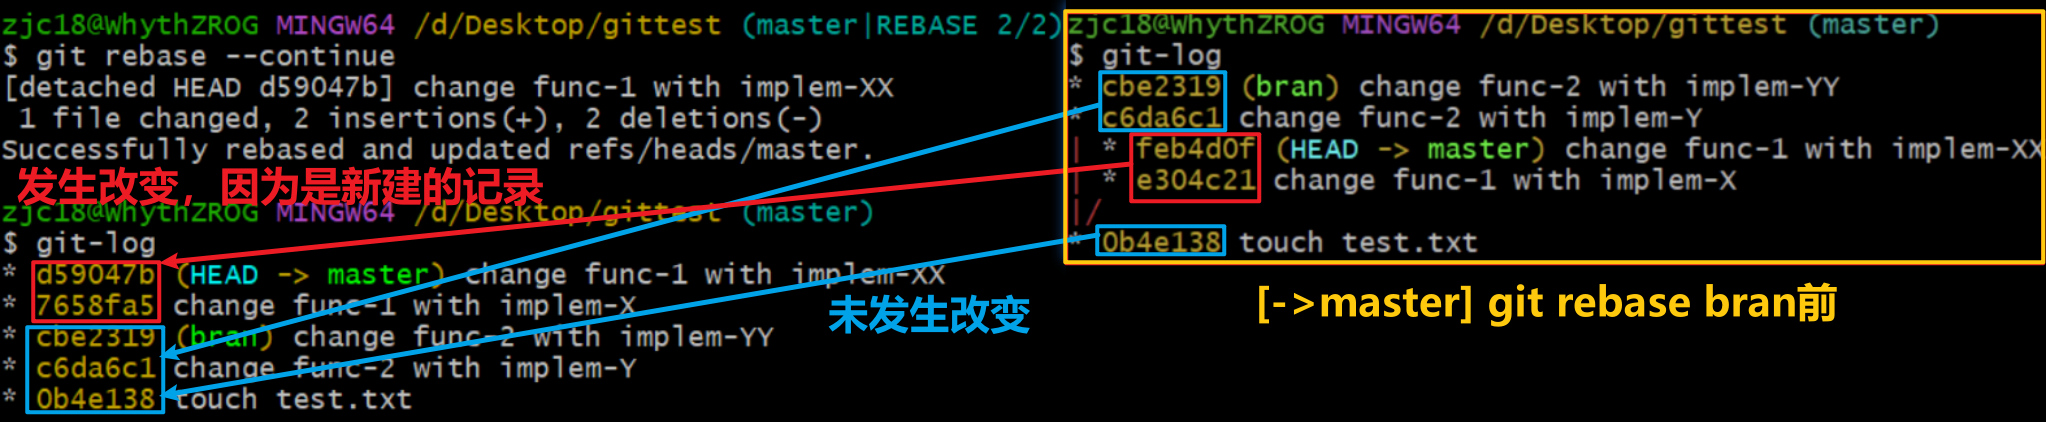 zjc18@WhythZROG MINGW64 /d/Desktop/gittest (master|REBASE 2/2)
$ git rebase --continue
[detached HEAD d59047b] change func-1 with implem-XX
 1 file changed, 2 insertions(+), 2 deletions(-)
Successfully rebased and updated refs/heads/master.
发生改变，因为是新建的记录
zjc18@WhythZROG MINGW64 /d/Desktop/gittest (master)
$ git-log
* d59047b (HEAD -> master) change func-1 with implem-XX
* 7658fa5 change func-1 with implem-X
* cbe2319 (bran) change func-2 with implem-YY
* c6da6c1 change func-2 with implem-Y
* 0b4e138 touch test.txt
未发生改变
zjc18@WhythZROG MINGW64 /d/Desktop/gittest (master)
$ git-log
* cbe2319 (bran) change func-2 with implem-YY
* c6da6c1 change func-2 with implem-Y
| * feb4d0f (HEAD -> master) change func-1 with implem-XX
| * e304c21 change func-1 with implem-X
|/
* 0b4e138 touch test.txt
[->master] git rebase bran前